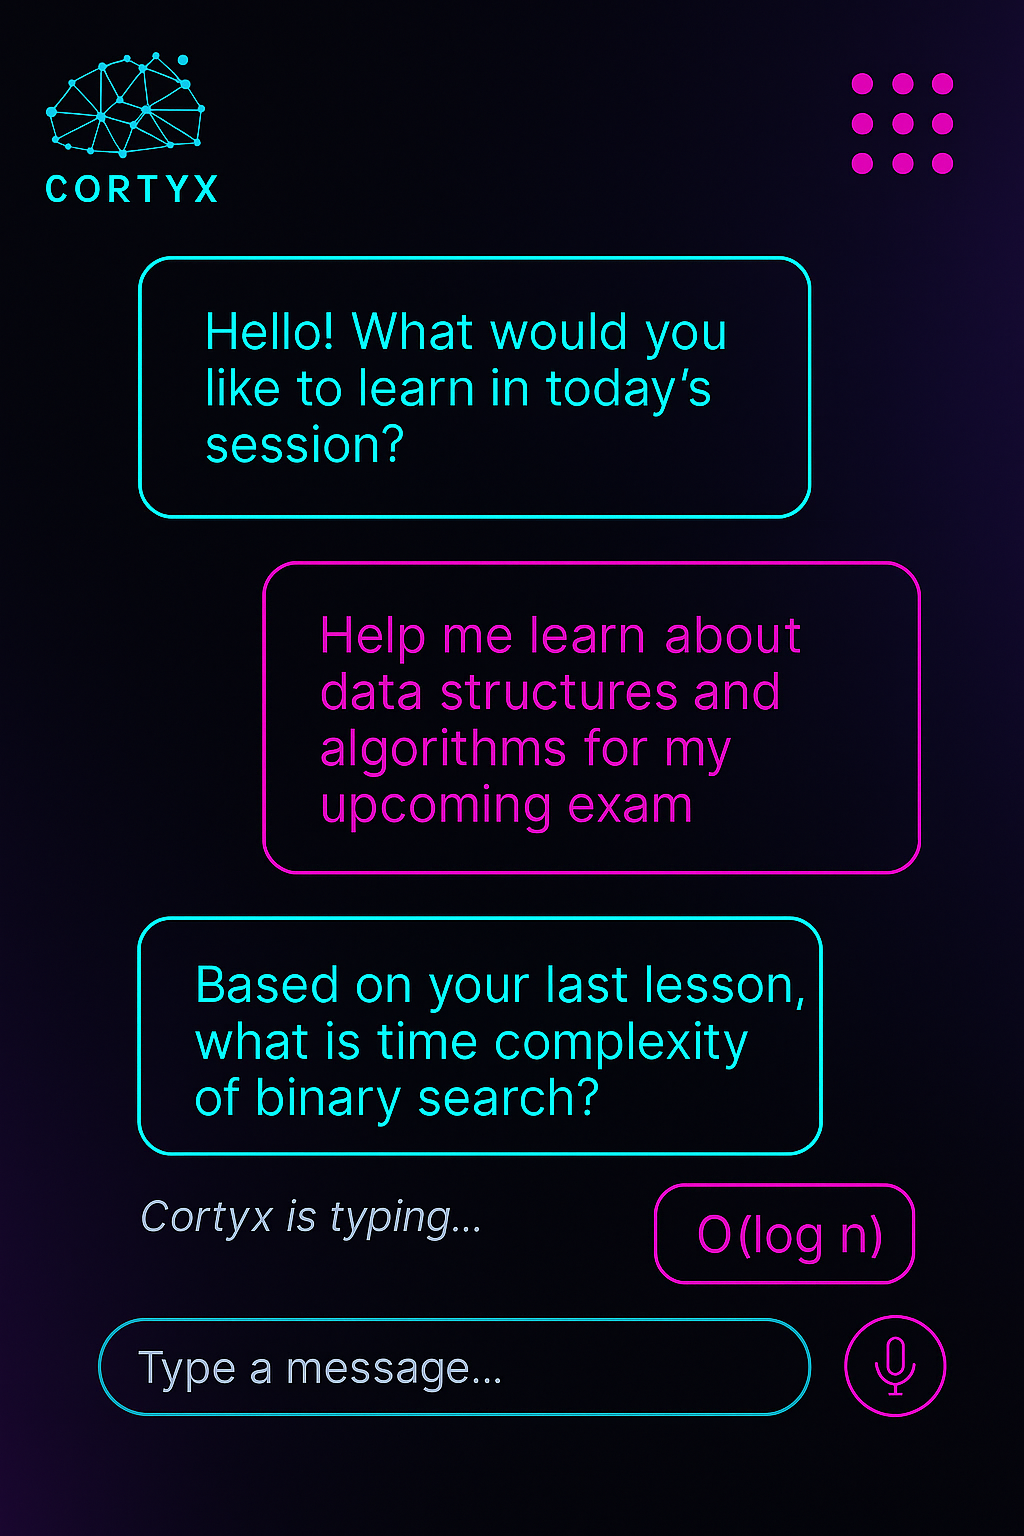 CORTYX
Hello! What would you
like to learn in today’s
session?
Help me learn about
data structures and
algorithms for my
upcoming exam
Based on your last lesson,
what is time complexity
of binary search?
O(log n)
Cortyx is typing...
Type a message...